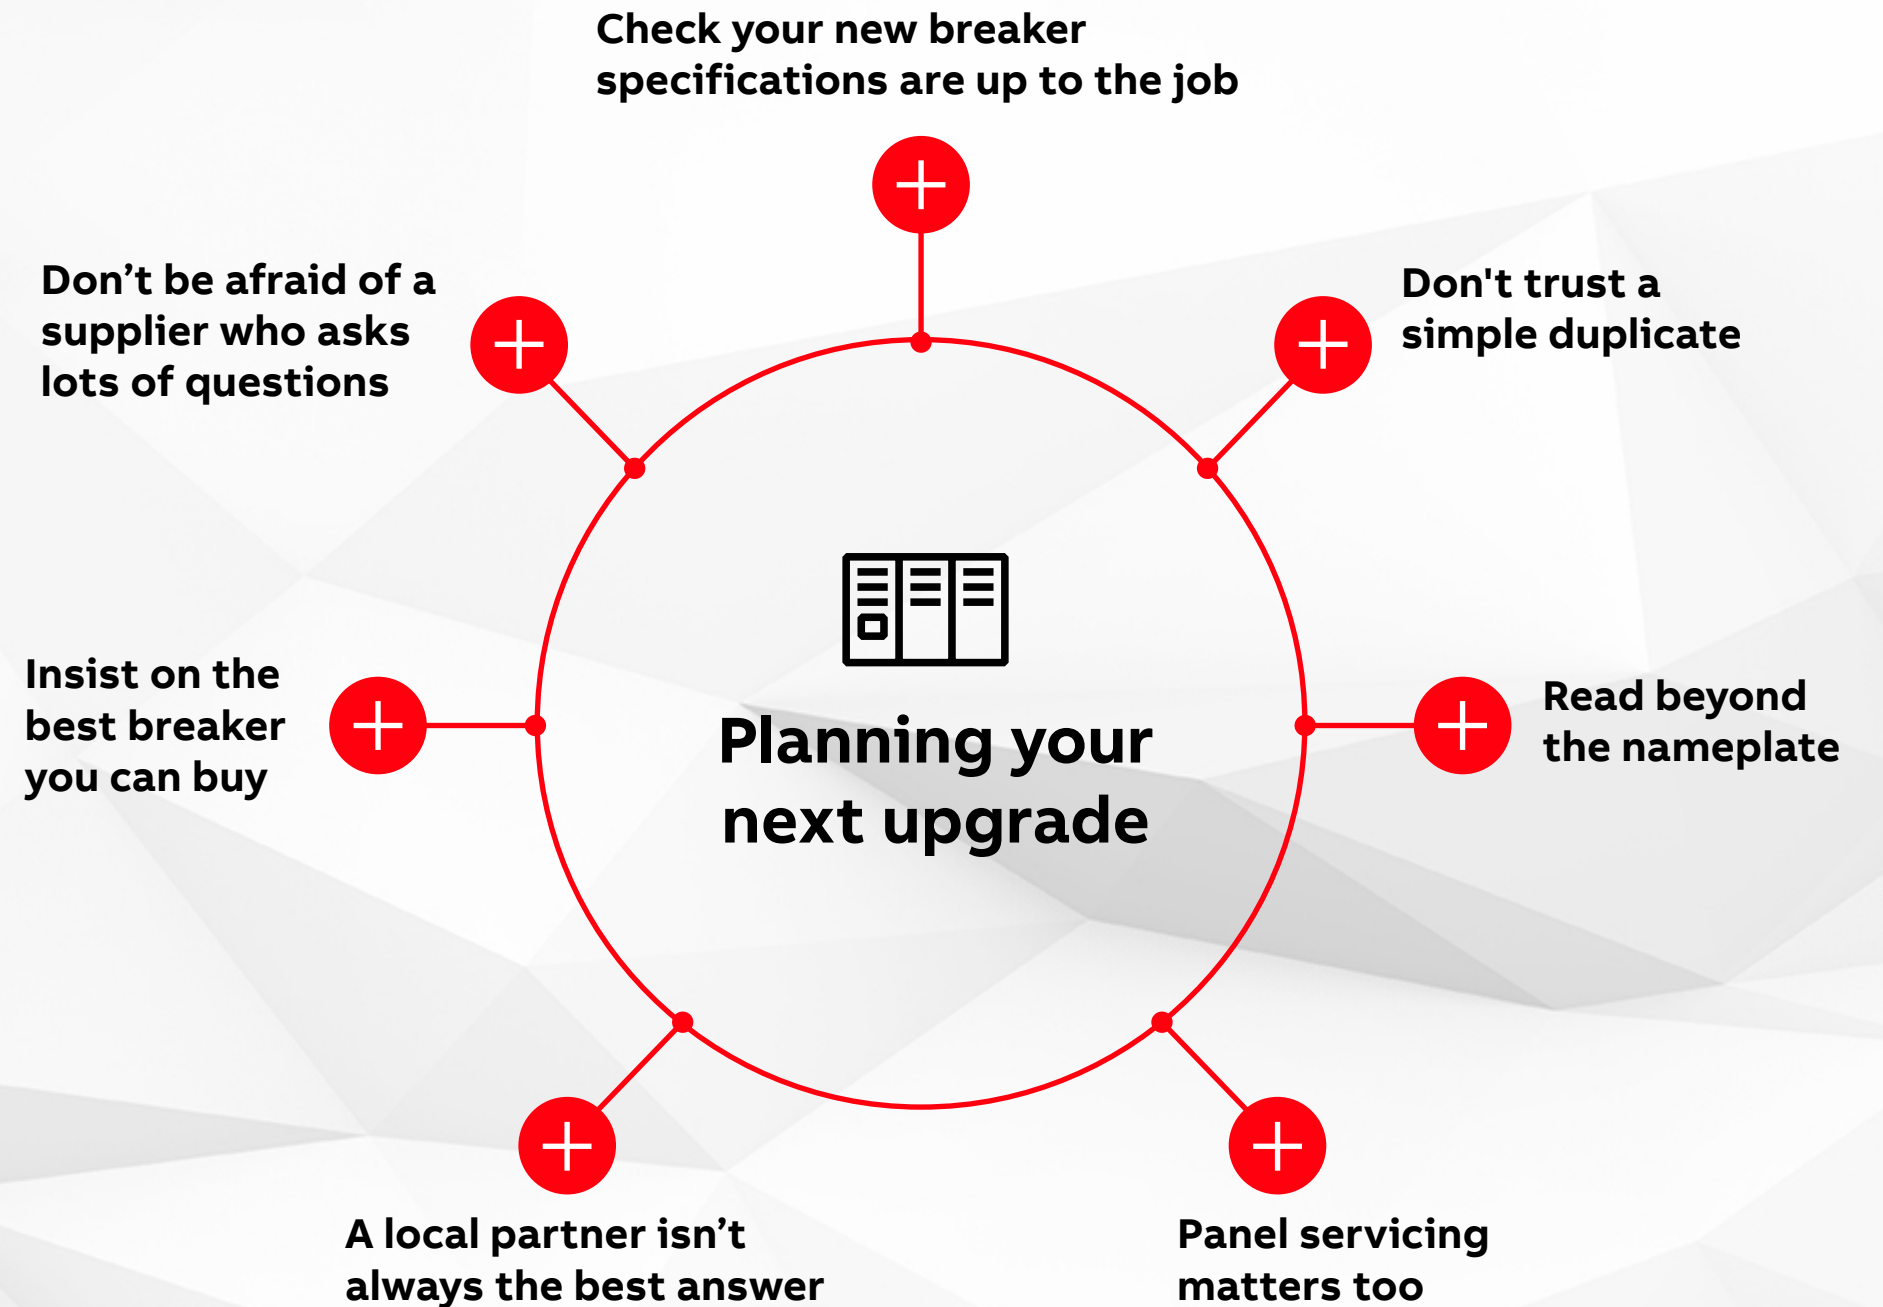 Check your new breaker
specifications are up to the job
Don't trust a
simple duplicate
Read beyond
the nameplate
Panel servicing
matters too
A local partner isn’t
always the best answer
Insist on the
best breaker
you can buy
Don’t be afraid of a
supplier who asks
lots of questions
Planning your
next upgrade